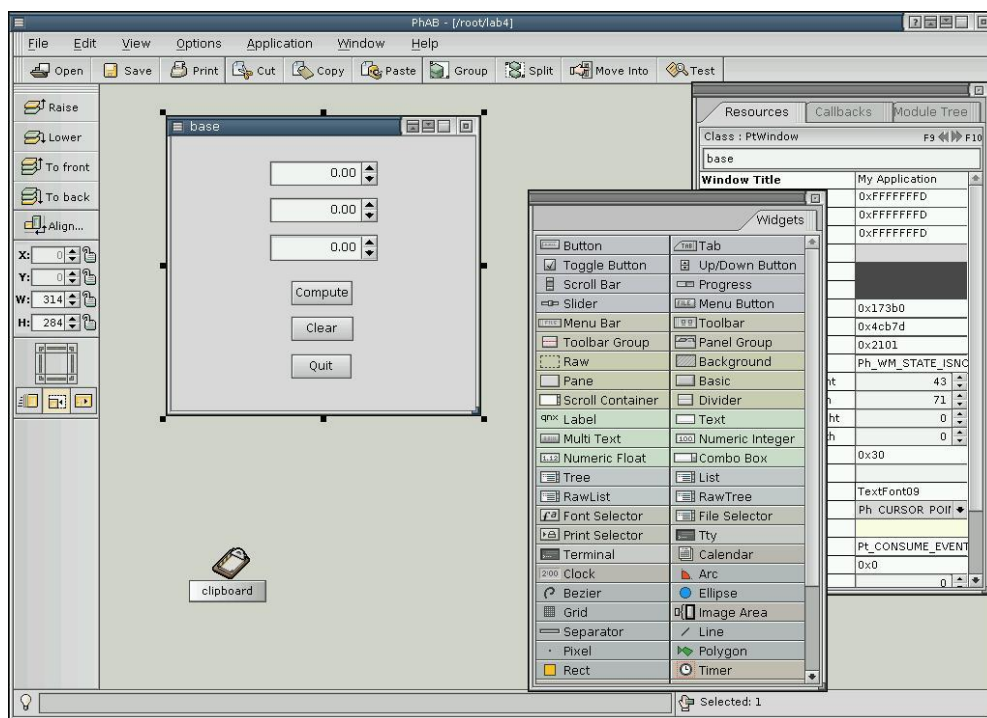 PhAB - [/root/lab4]
File Edit View Options Application Window Help
Open Save Print Cut Copy Paste Group Split Move Into Test
Raise
Lower
To front
To back
Align...
X: 0
Y: 0
W: 314
H: 284
base
0.00
0.00
0.00
Compute
Clear
Quit
clipboard
Widgets
Button Tab
Toggle Button Up/Down Button
Scroll Bar Progress
Slider Menu Button
Menu Bar Toolbar
Toolbar Group Panel Group
Raw Background
Pane Basic
Scroll Container Divider
qnx Label Text
Multi Text Numeric Integer
Numeric Float Combo Box
Tree List
RawList RawTree
Font Selector File Selector
Print Selector Tty
Terminal Calendar
Clock Arc
Bezier Ellipse
Grid Image Area
Separator Line
Pixel Polygon
Rect Timer
Resources Callbacks Module Tree
Class : PtWindow F9 F10
base
Window Title My Application
0xFFFFFFFD
0xFFFFFFFD
0xFFFFFFFD
0x173b0
0x4cb7d
0x2101
Ph_WM_STATE_ISNO
43
71
0
0
0x30
TextFont09
Ph_CURSOR_POIN
Pt_CONSUME_EVENT
0x0
0
Selected: 1